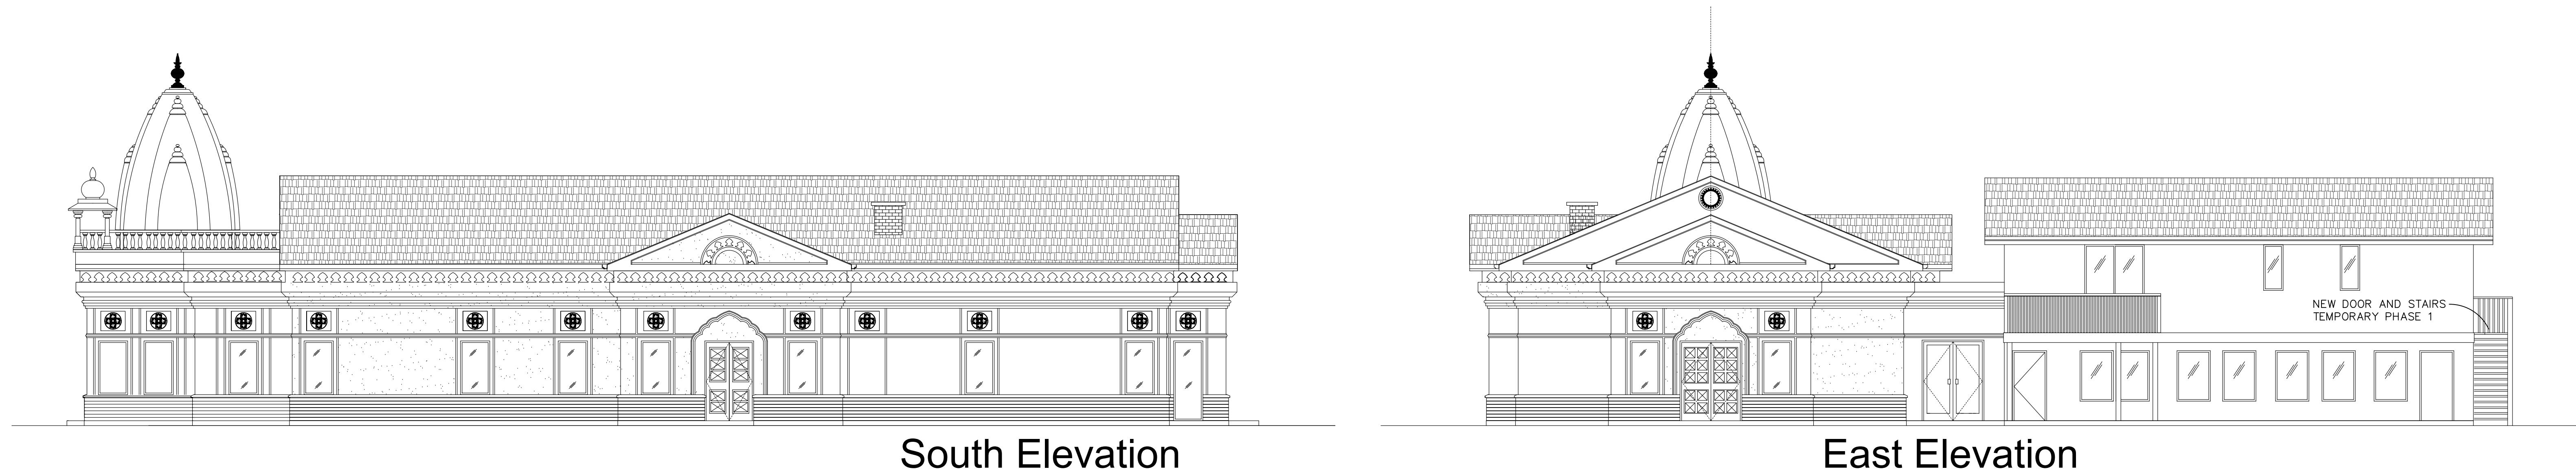 NEW DOOR AND STAIRS
TEMPORARY PHASE 1
South Elevation
East Elevation